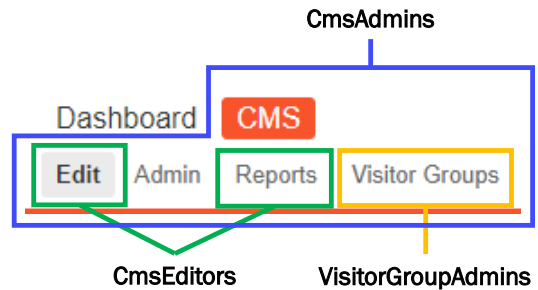 CmsAdmins
Dashboard CMS
Edit Admin Reports Visitor Groups
CmsEditors VisitorGroupAdmins